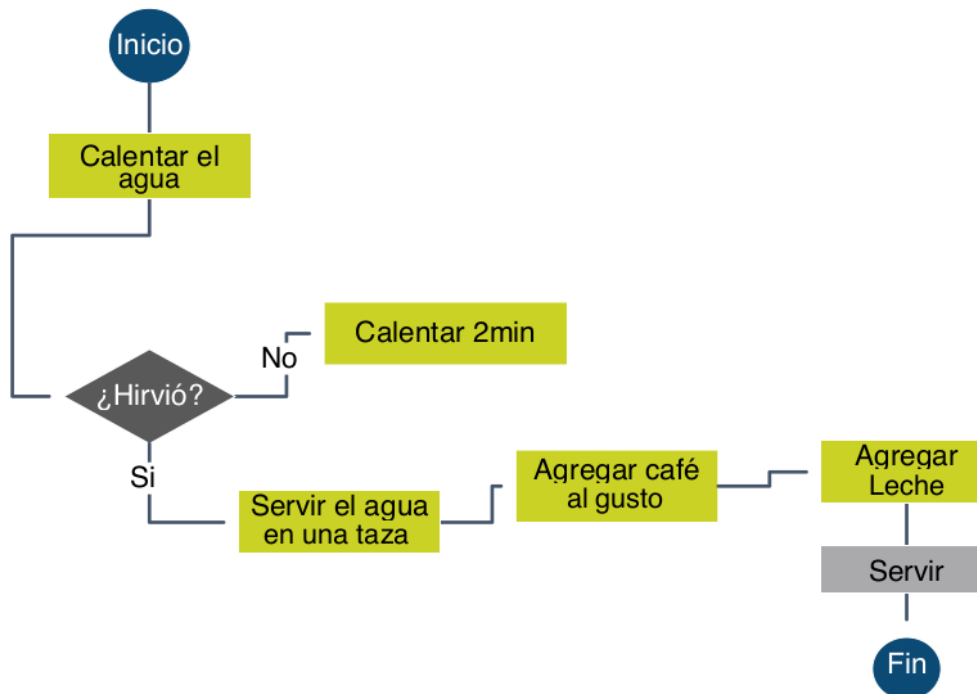 Inicio
Calentar el
agua
Calentar 2min
No
¿Hirvió?
Si
Servir el agua
en una taza
Agregar café
al gusto
Agregar
Leche
Servir
Fin